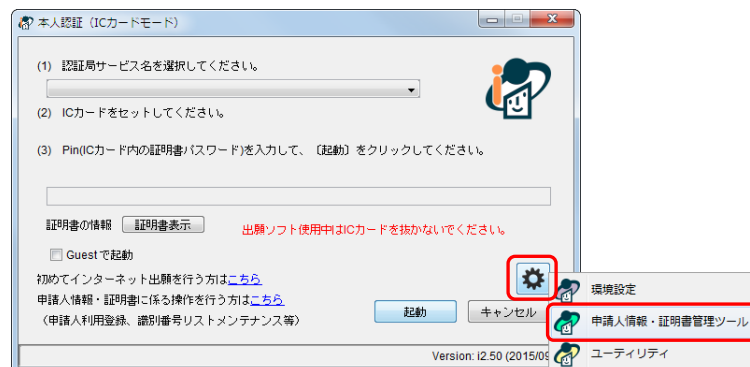 本人認証（ICカードモード）
(1) 認証局サービス名を選択してください。
(2) ICカードをセットしてください。
(3) Pin(ICカード内の証明書パスワード)を入力して、〔起動〕をクリックしてください。
証明書の情報 証明書表示 出願ソフト使用中はICカードを抜かないでください。
Guestで起動
初めてインターネット出願を行う方はこちら
申請人情報・証明書に係る操作を行う方はこちら
（申請人利用登録、識別番号リストメンテナンス等）
起動 キャンセル
Version: i2.50 (2015/09
環境設定
申請人情報・証明書管理ツール
ユーティリティ